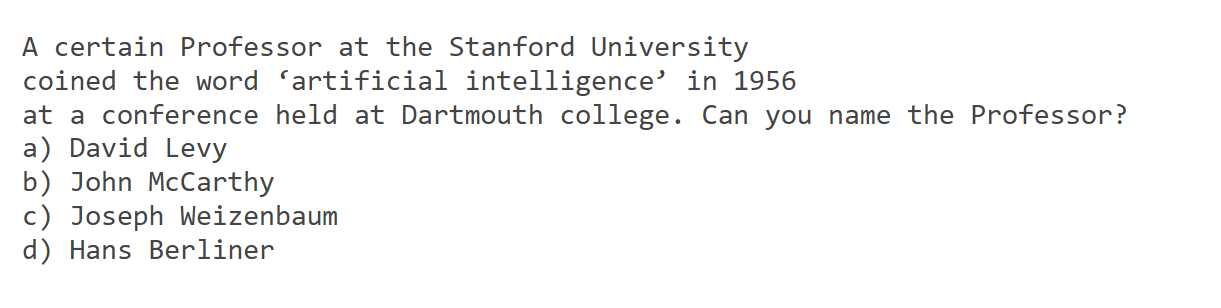 A certain Professor at the Stanford University
coined the word ‘artificial intelligence’ in 1956
at a conference held at Dartmouth college. Can you name the Professor?
a) David Levy
b) John McCarthy
c) Joseph Weizenbaum
d) Hans Berliner